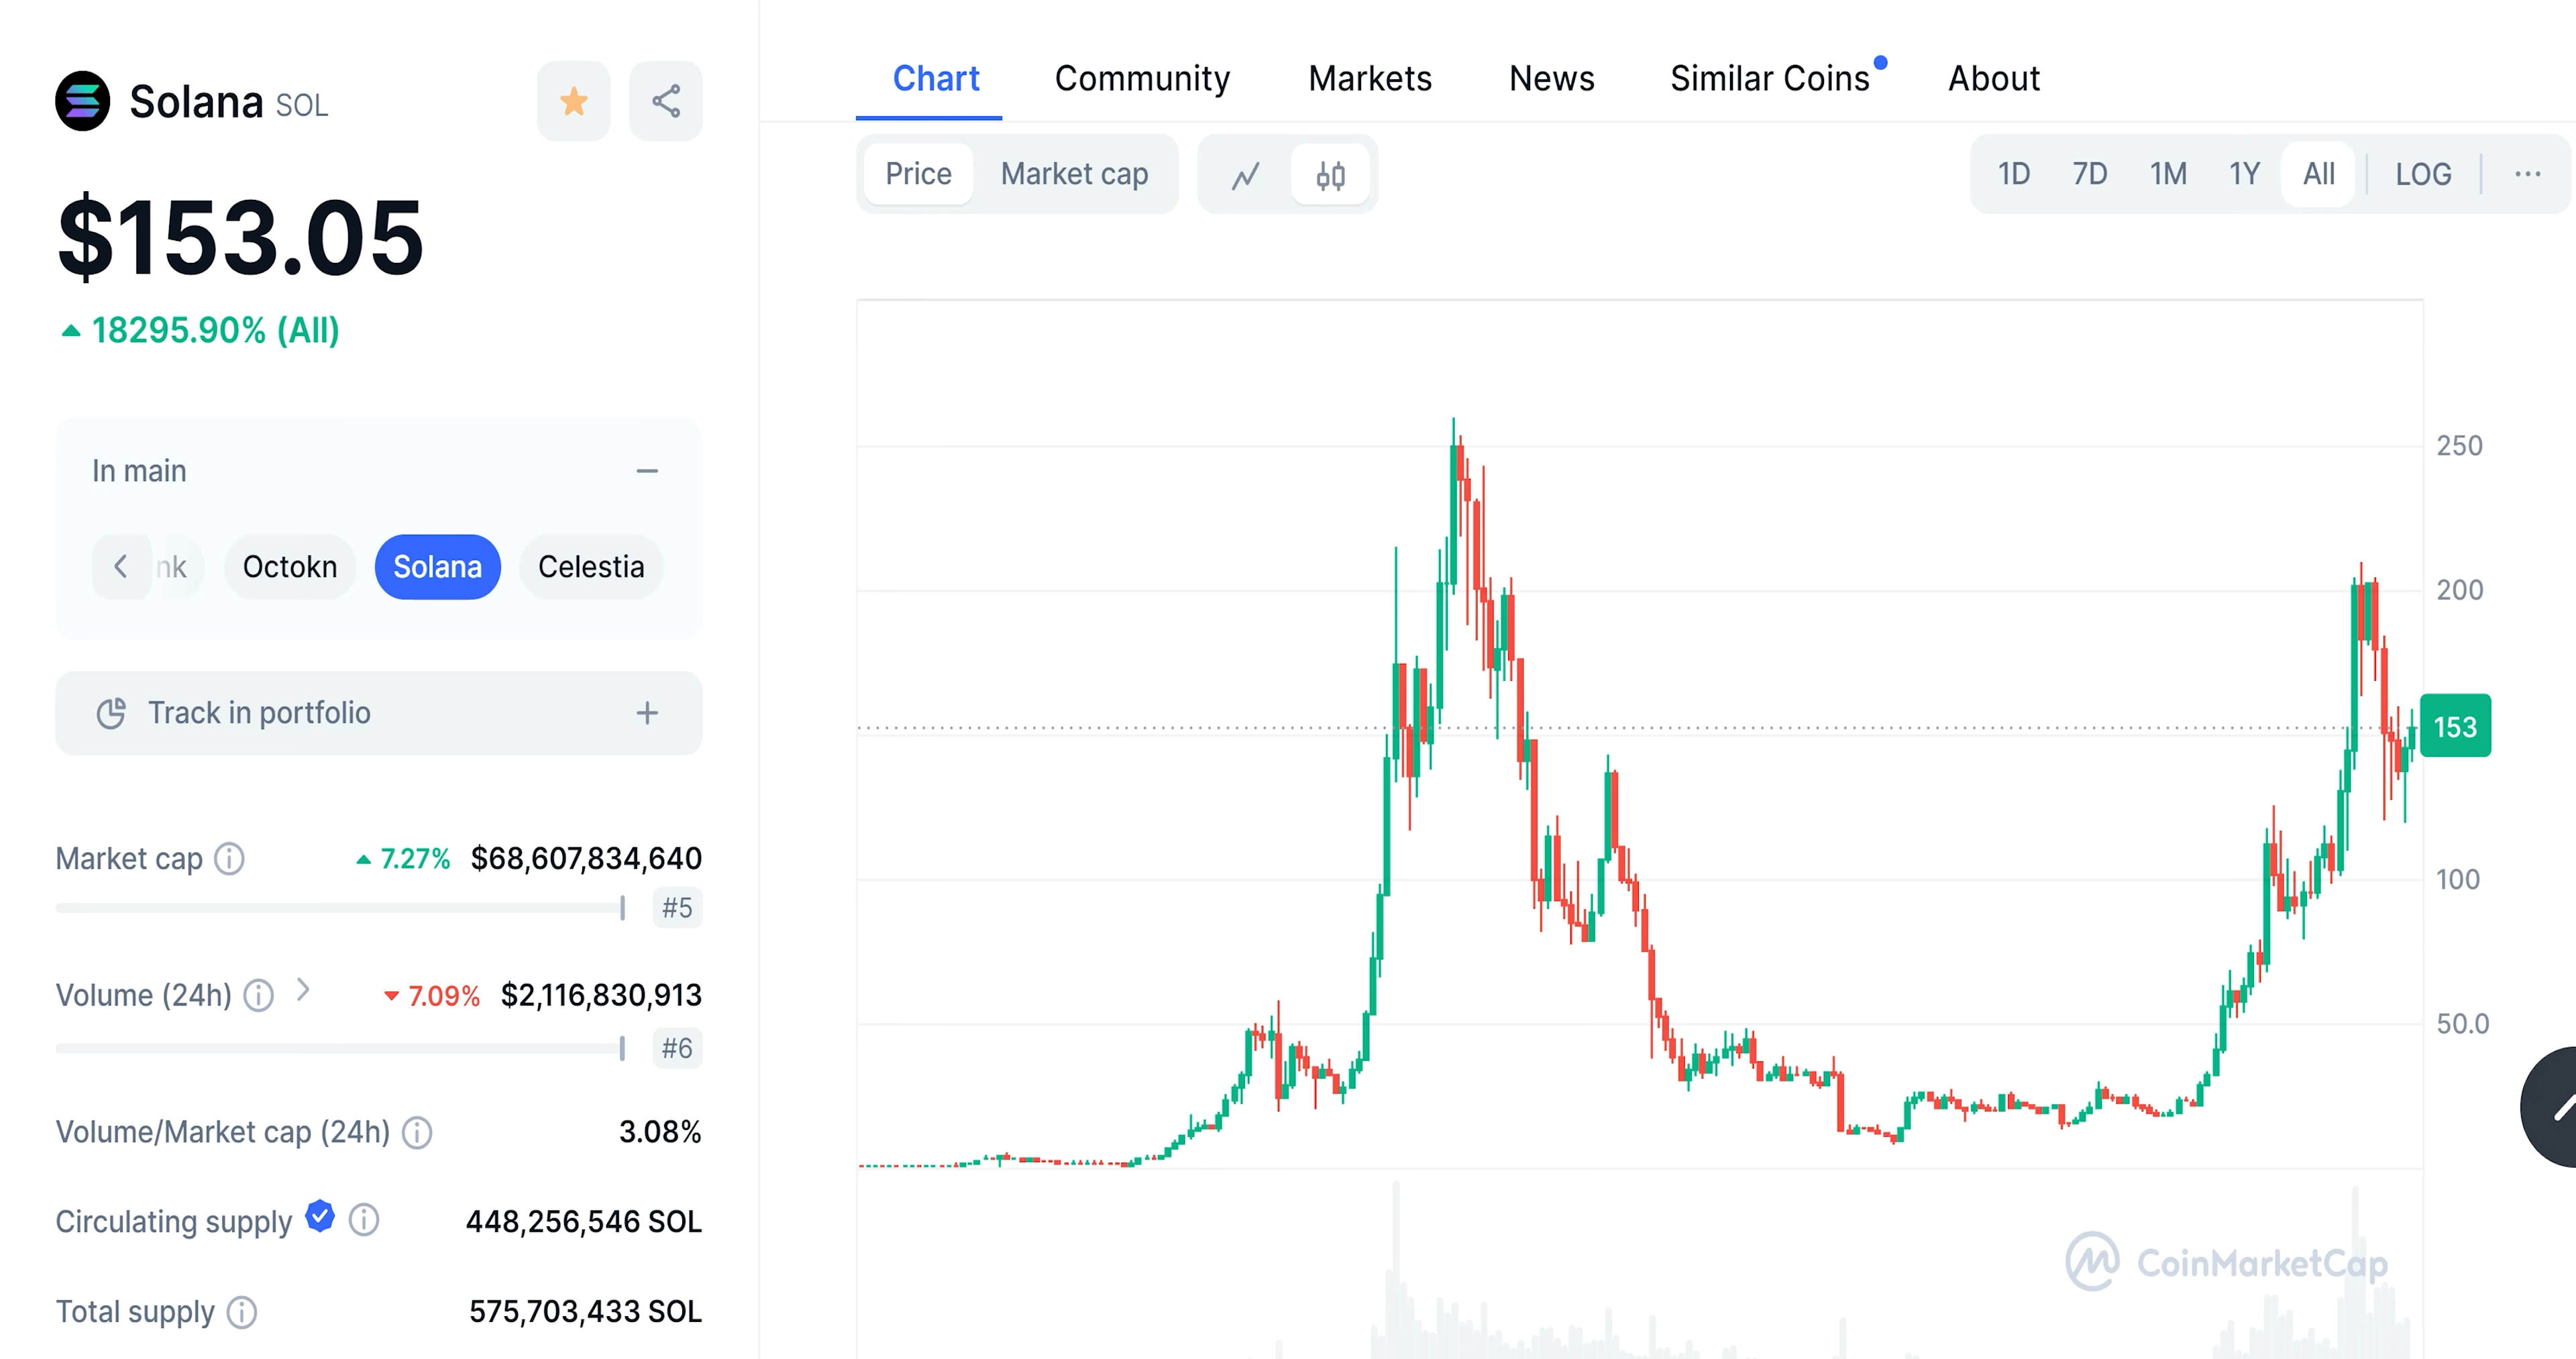 Solana SOL
$153.05
18295.90% (All)
In main
nk Octokn Solana Celestia
Track in portfolio
Market cap 7.27% $68,607,834,640
#5
Volume (24h) 7.09% $2,116,830,913
#6
Volume/Market cap (24h) 3.08%
Circulating supply 448,256,546 SOL
Total supply 575,703,433 SOL
Chart Community Markets News Similar Coins About
Price Market cap 1D 7D 1M 1Y All LOG
250
200
153
100
50.0
CoinMarketCap